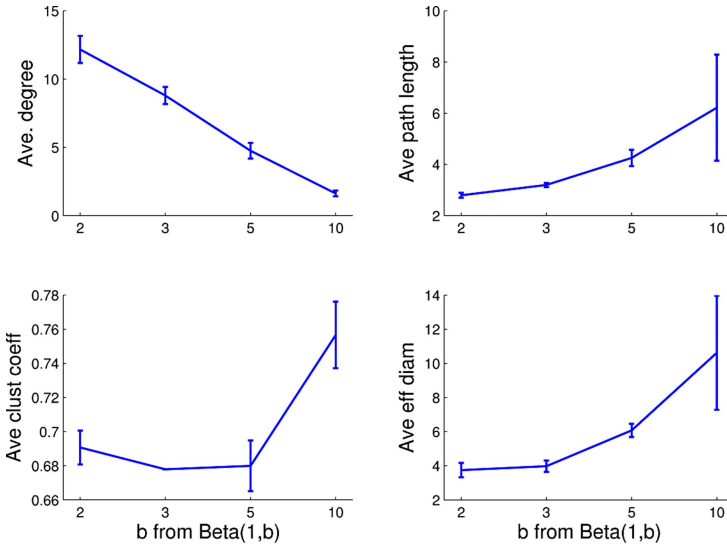 15
10
5
0
Ave. degree
2 3 5 10
10
8
6
4
2
Ave path length
2 3 5 10
0.78
0.76
0.74
0.72
0.7
0.68
0.66
Ave clust coeff
2 3 5 10
b from Beta(1,b)
14
12
10
8
6
4
2
Ave eff diam
2 3 5 10
b from Beta(1,b)